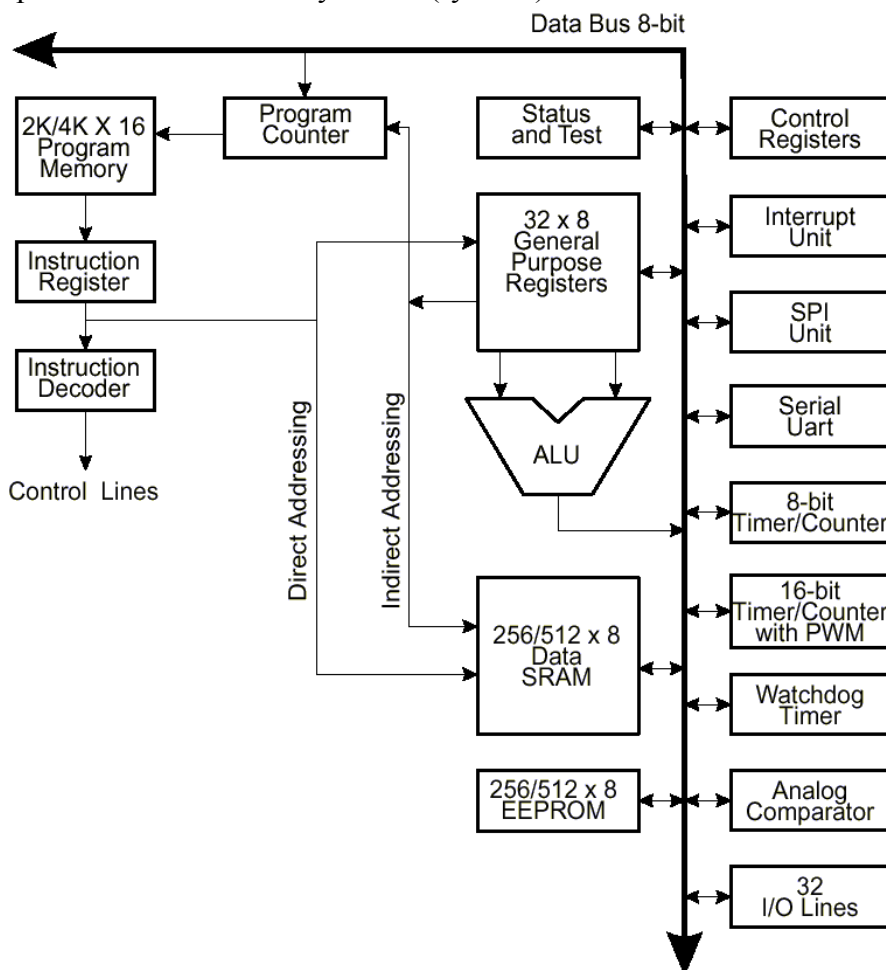 Data Bus 8-bit
2K/4K X 16
Program
Memory
Program
Counter
Status
and Test
Control
Registers
32 x 8
General
Purpose
Registers
Interrupt
Unit
Instruction
Register
SPI
Unit
Instruction
Decoder
Serial
Uart
ALU
Control Lines
Direct Addressing
Indirect Addressing
8-bit
Timer/Counter
16-bit
Timer/Counter
with PWM
256/512 x 8
Data
SRAM
Watchdog
Timer
256/512 x 8
EEPROM
Analog
Comparator
32
I/O Lines